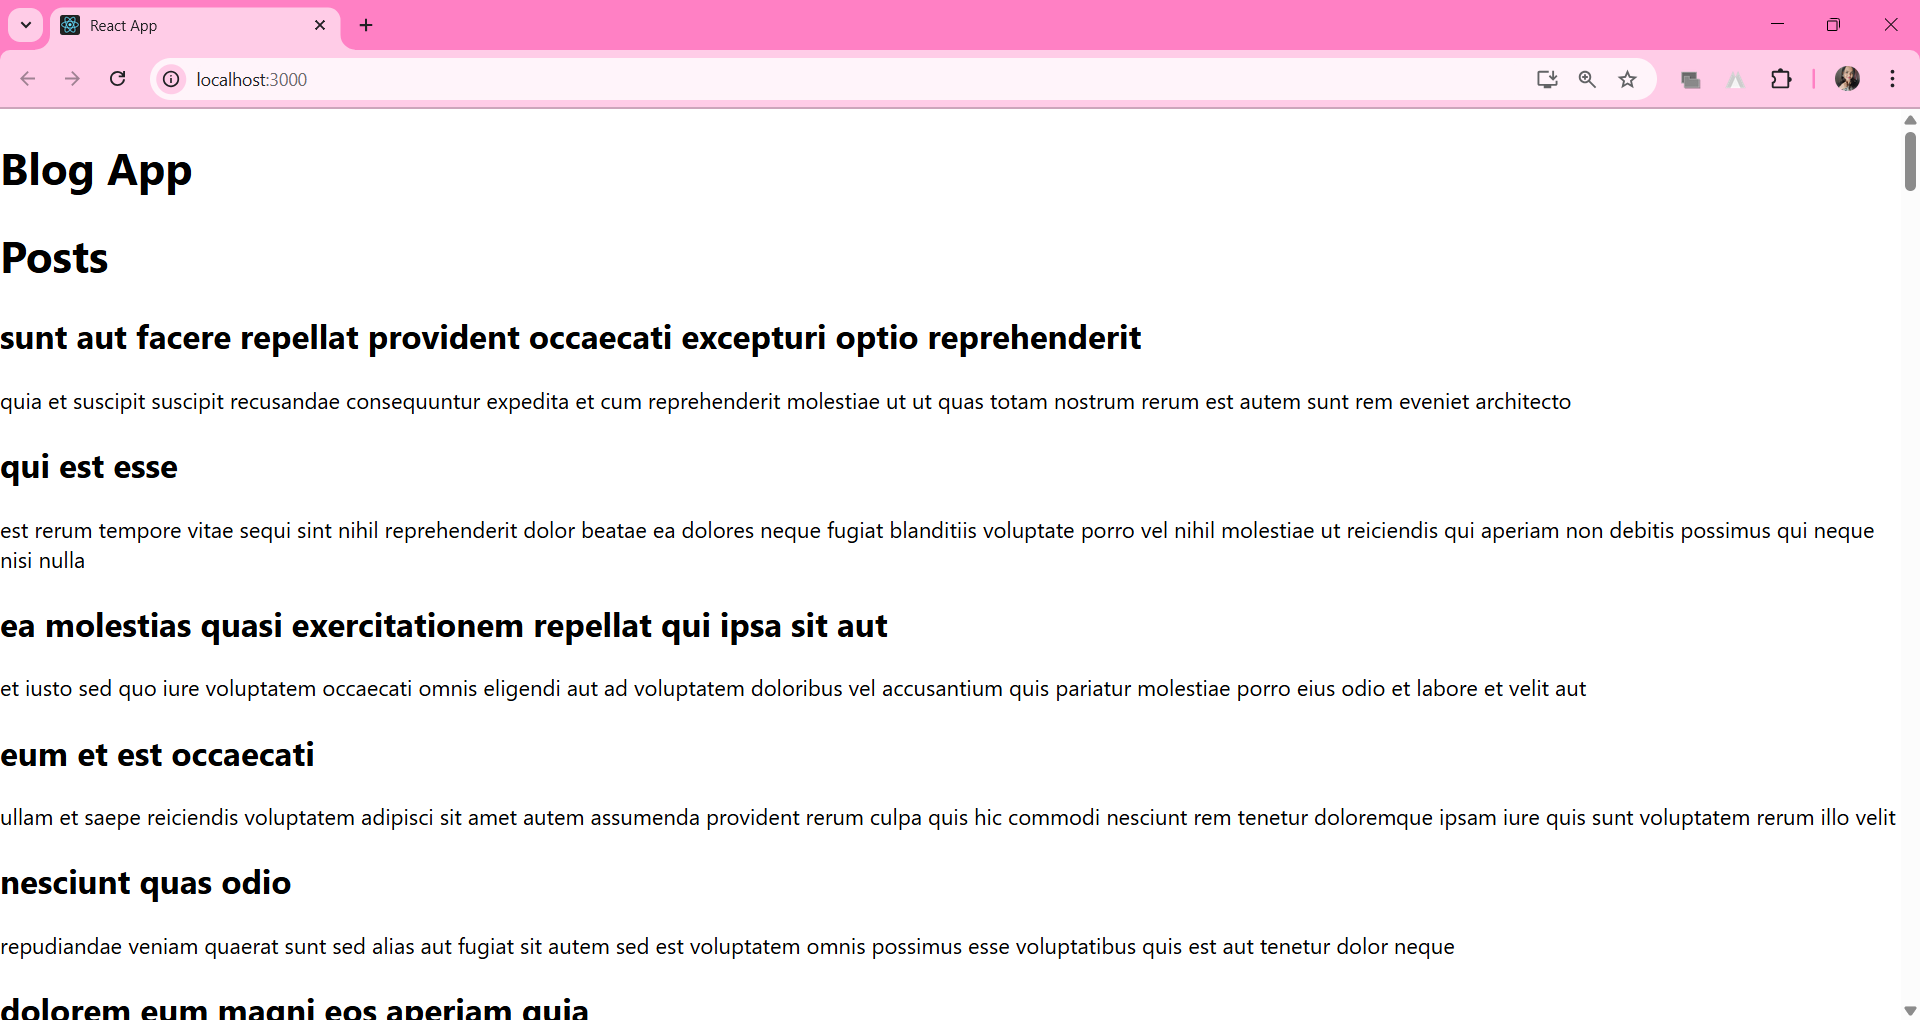 React App
localhost:3000
Blog App
Posts
sunt aut facere repellat provident occaecati excepturi optio reprehenderit
quia et suscipit suscipit recusandae consequuntur expedita et cum reprehenderit molestiae ut ut quas totam nostrum rerum est autem sunt rem eveniet architecto
qui est esse
est rerum tempore vitae sequi sint nihil reprehenderit dolor beatae ea dolores neque fugiat blanditiis voluptate porro vel nihil molestiae ut reiciendis qui aperiam non debitis possimus qui neque
nisi nulla
ea molestias quasi exercitationem repellat qui ipsa sit aut
et iusto sed quo iure voluptatem occaecati omnis eligendi aut ad voluptatem doloribus vel accusantium quis pariatur molestiae porro eius odio et labore et velit aut
eum et est occaecati
ullam et saepe reiciendis voluptatem adipisci sit amet autem assumenda provident rerum culpa quis hic commodi nesciunt rem tenetur doloremque ipsam iure quis sunt voluptatem rerum illo velit
nesciunt quas odio
repudiandae veniam quaerat sunt sed alias aut fugiat sit autem sed est voluptatem omnis possimus esse voluptatibus quis est aut tenetur dolor neque
dolorem eum magni eos aperiam quia